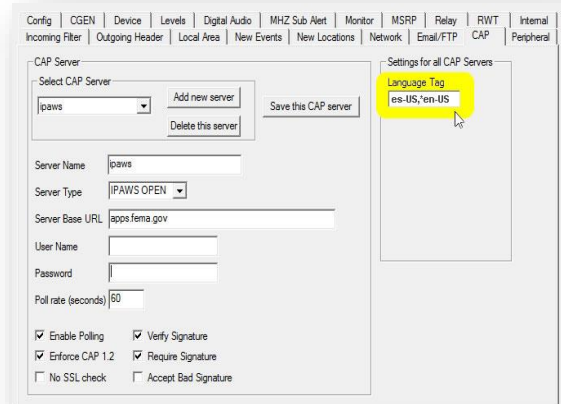 Config CGEN Device Levels Digital Audio MHZ Sub Alert Monitor MSRP Relay RWT Internal
Incoming Filter Outgoing Header Local Area New Events New Locations Network Email/FTP CAP Peripheral
CAP Server
Settings for all CAP Servers
Select CAP Server
Language Tag
ipaws
Add new server
Save this CAP server
es-US,*en-US
Delete this server
Server Name ipaws
Server Type IPAWS OPEN
Server Base URL apps.fema.gov
User Name
Password
Poll rate (seconds) 60
Enable Polling Verify Signature
Enforce CAP 1.2 Require Signature
No SSL check Accept Bad Signature